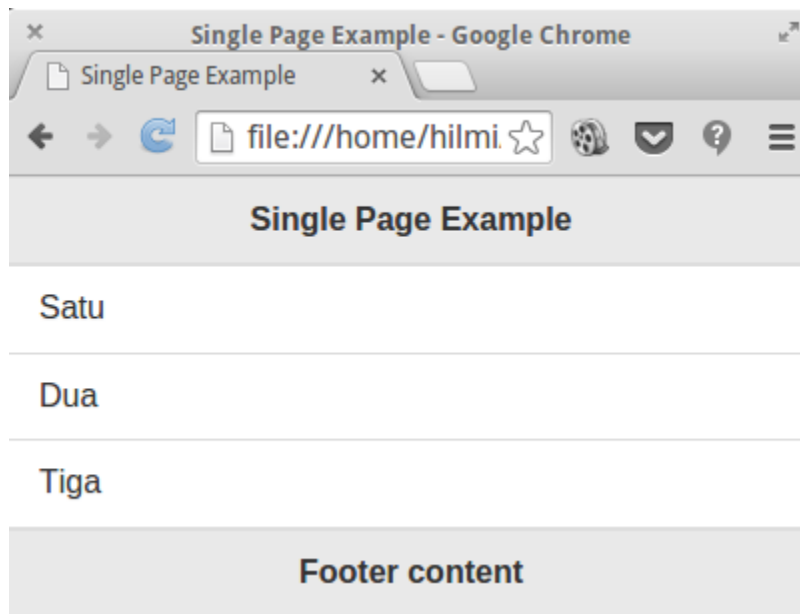 Single Page Example - Google Chrome
Single Page Example
file:///home/hilmi.
Single Page Example
Satu
Dua
Tiga
Footer content